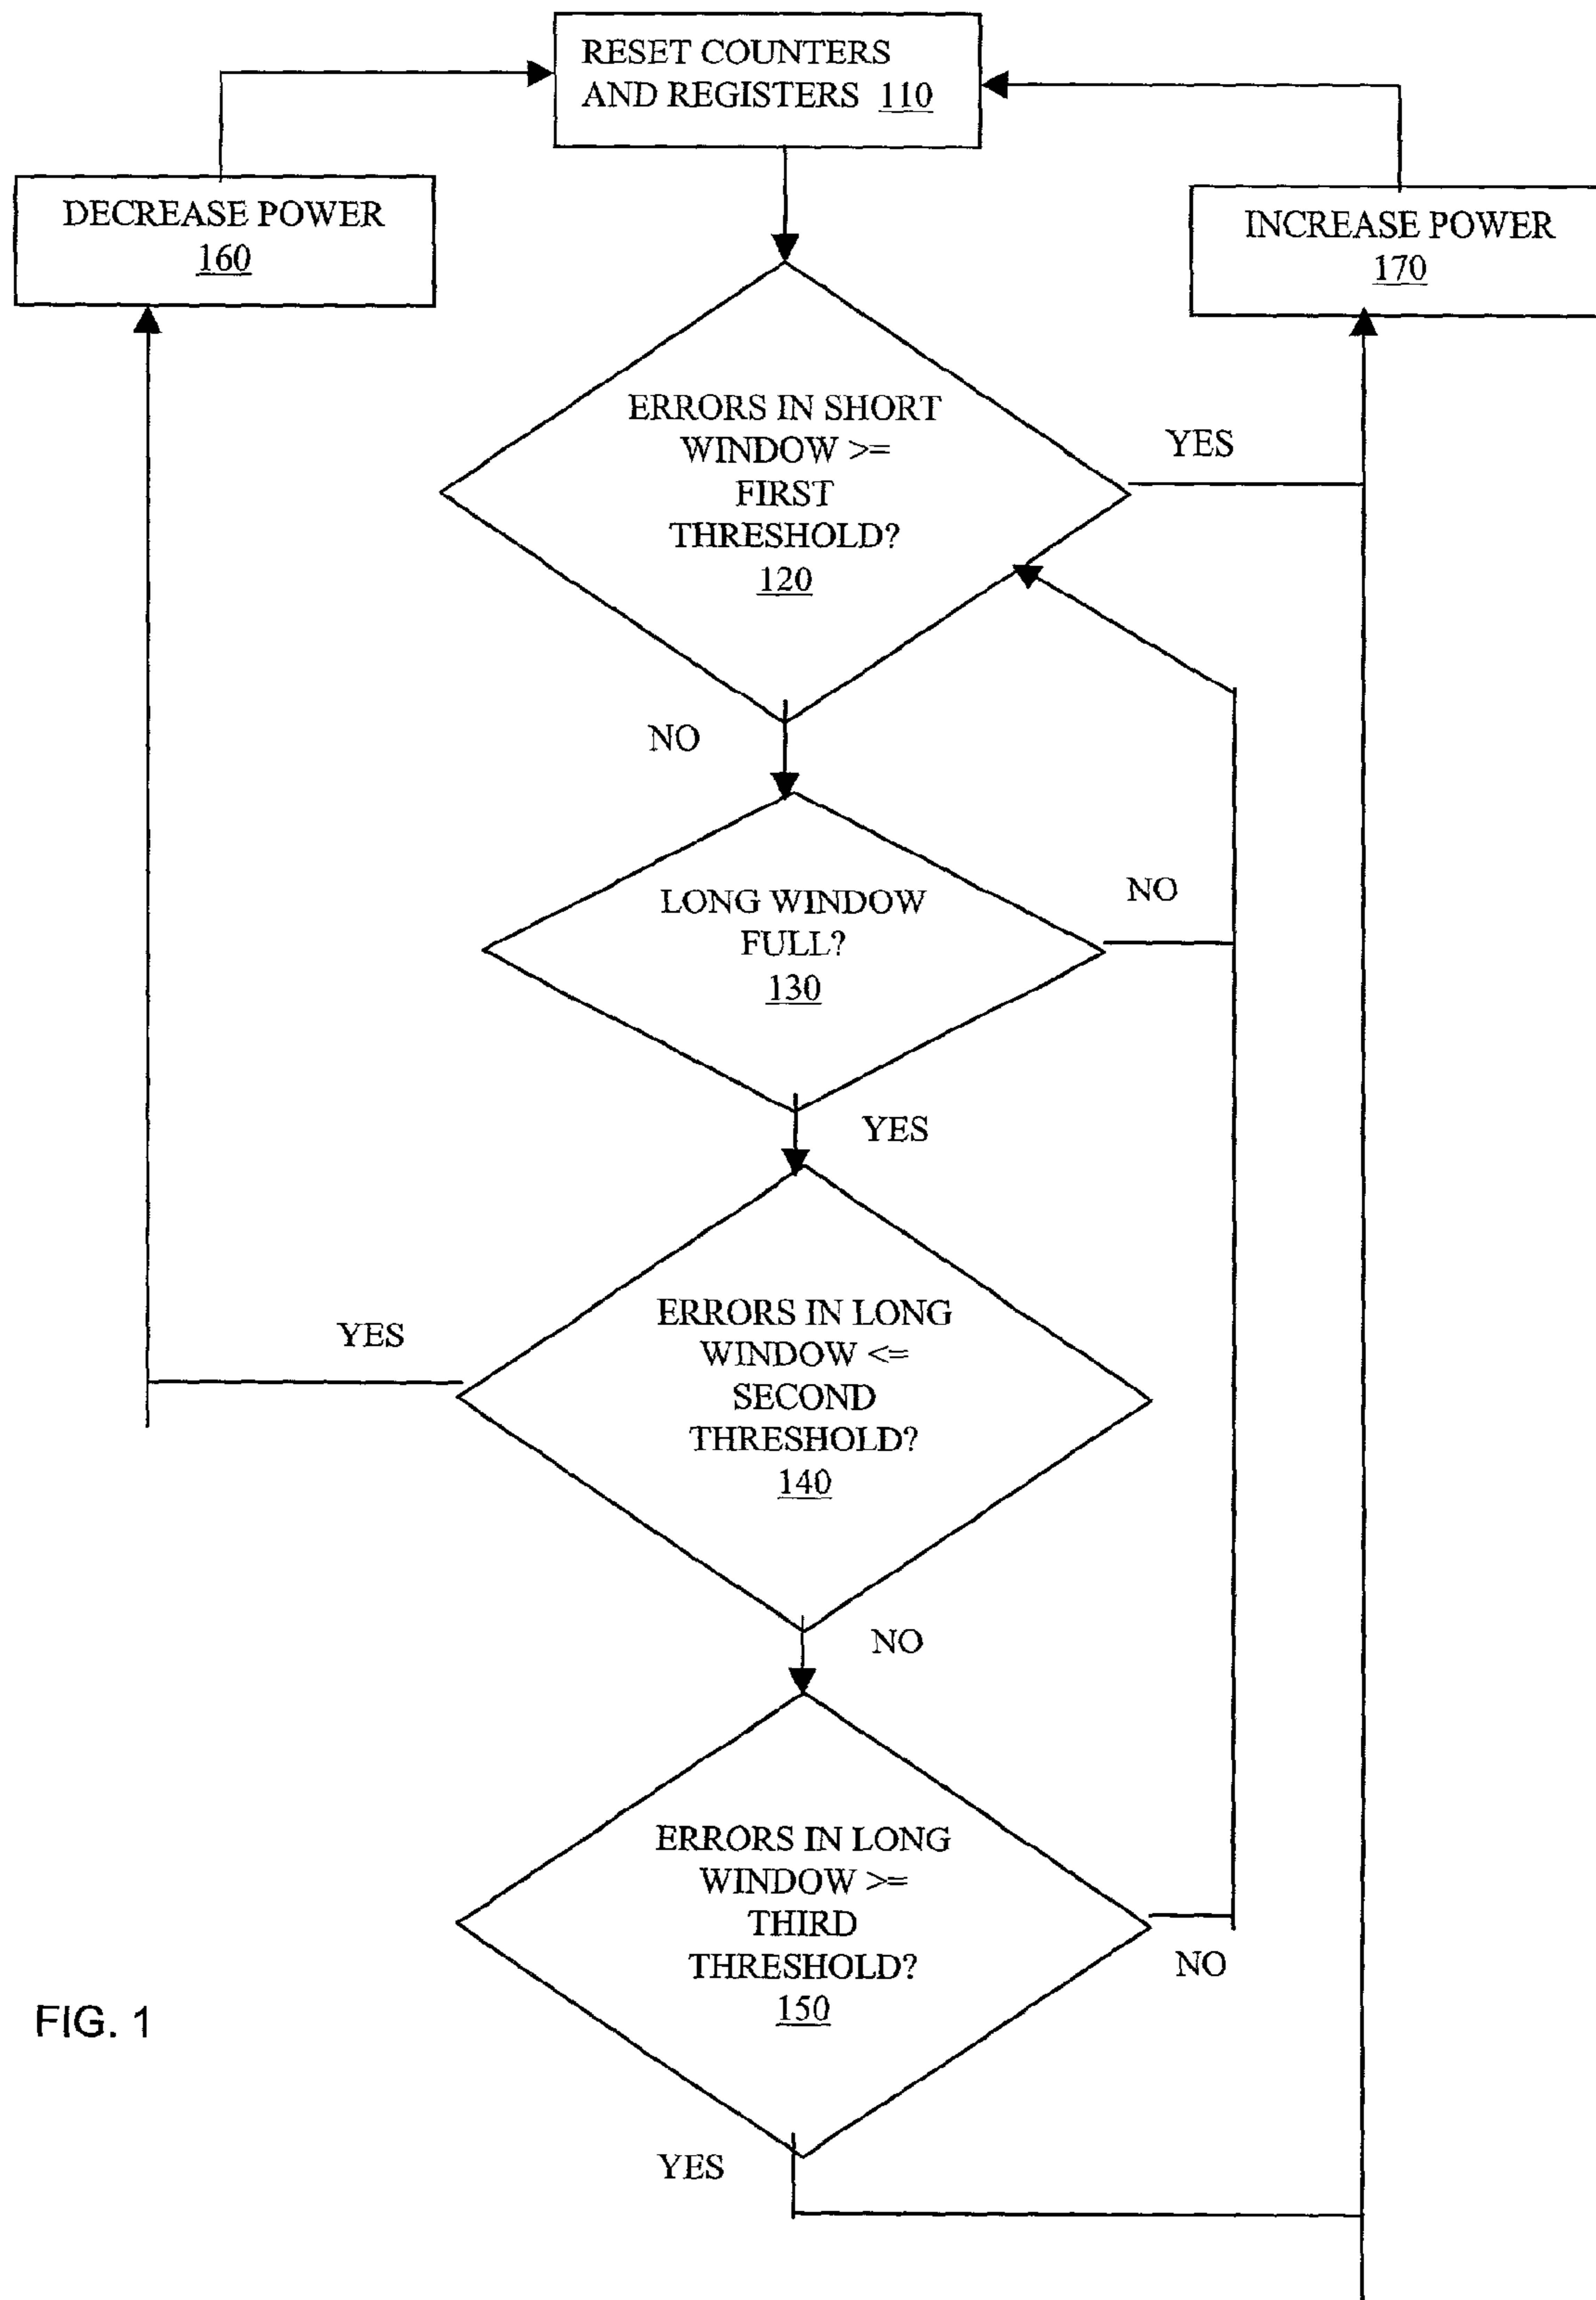 RESET COUNTERS
AND REGISTERS 110
DECREASE POWER
160
INCREASE POWER
170
ERRORS IN SHORT
WINDOW >=
FIRST
THRESHOLD?
120
YES
NO
LONG WINDOW
FULL?
130
NO
YES
ERRORS IN LONG
WINDOW <=
SECOND
THRESHOLD?
140
YES
NO
ERRORS IN LONG
WINDOW >=
THIRD
THRESHOLD?
150
NO
YES
FIG. 1